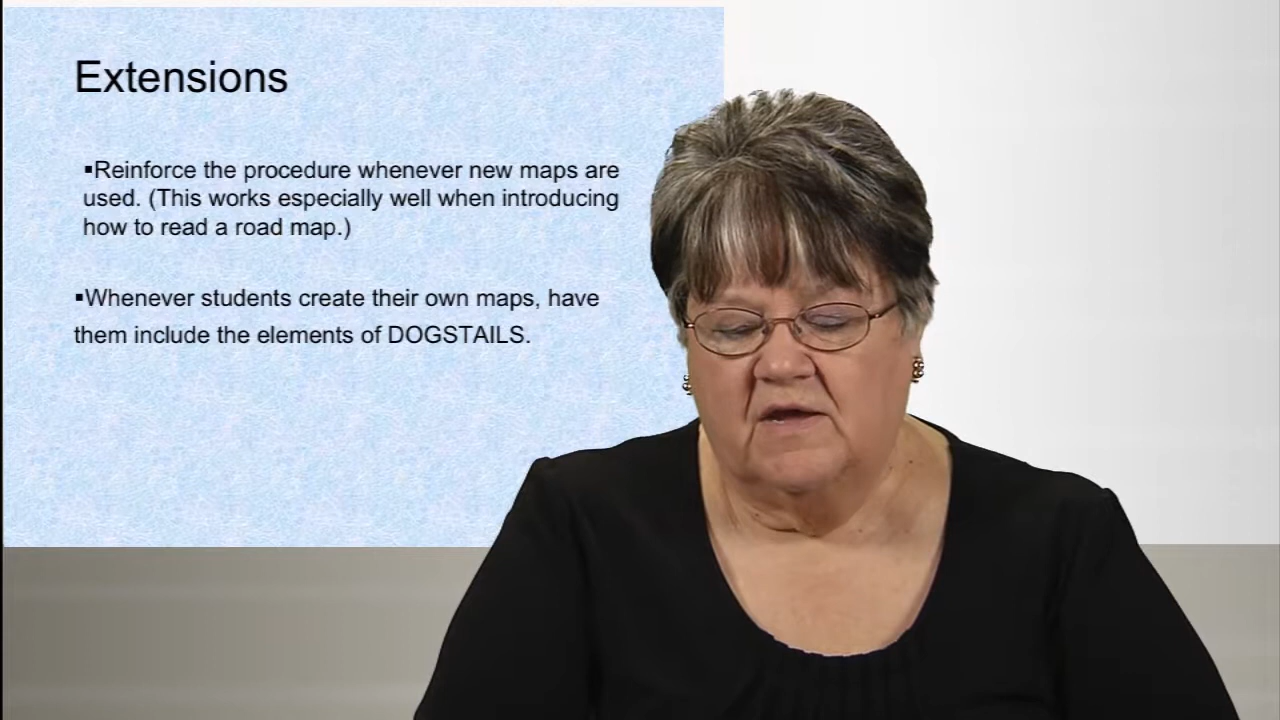 Extensions
▪Reinforce the procedure whenever new maps are
used. (This works especially well when introducing
how to read a road map.)
▪Whenever students create their own maps, have
them include the elements of DOGSTAILS.